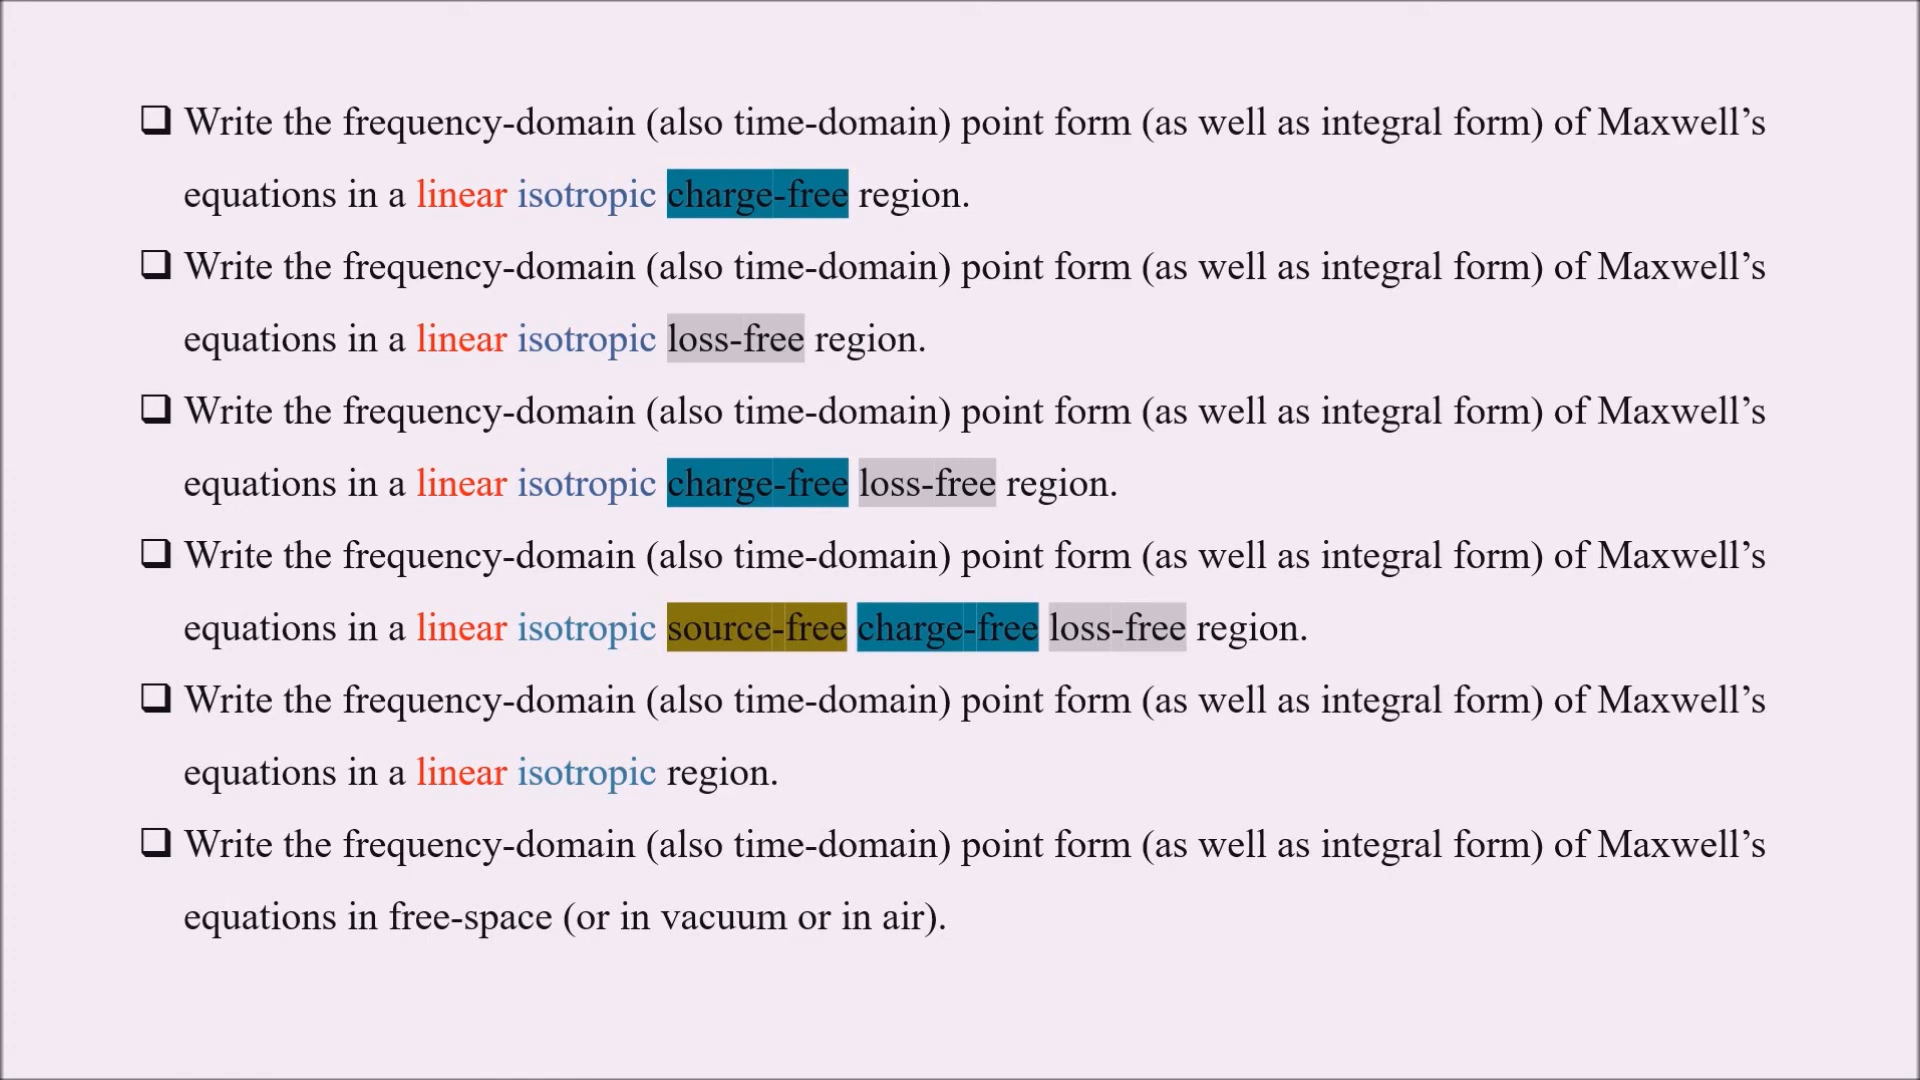 ❑ Write the frequency-domain (also time-domain) point form (as well as integral form) of Maxwell’s
equations in a linear isotropic charge-free region.
❑ Write the frequency-domain (also time-domain) point form (as well as integral form) of Maxwell’s
equations in a linear isotropic loss-free region.
❑ Write the frequency-domain (also time-domain) point form (as well as integral form) of Maxwell’s
equations in a linear isotropic charge-free loss-free region.
❑ Write the frequency-domain (also time-domain) point form (as well as integral form) of Maxwell’s
equations in a linear isotropic source-free charge-free loss-free region.
❑ Write the frequency-domain (also time-domain) point form (as well as integral form) of Maxwell’s
equations in a linear isotropic region.
❑ Write the frequency-domain (also time-domain) point form (as well as integral form) of Maxwell’s
equations in free-space (or in vacuum or in air).